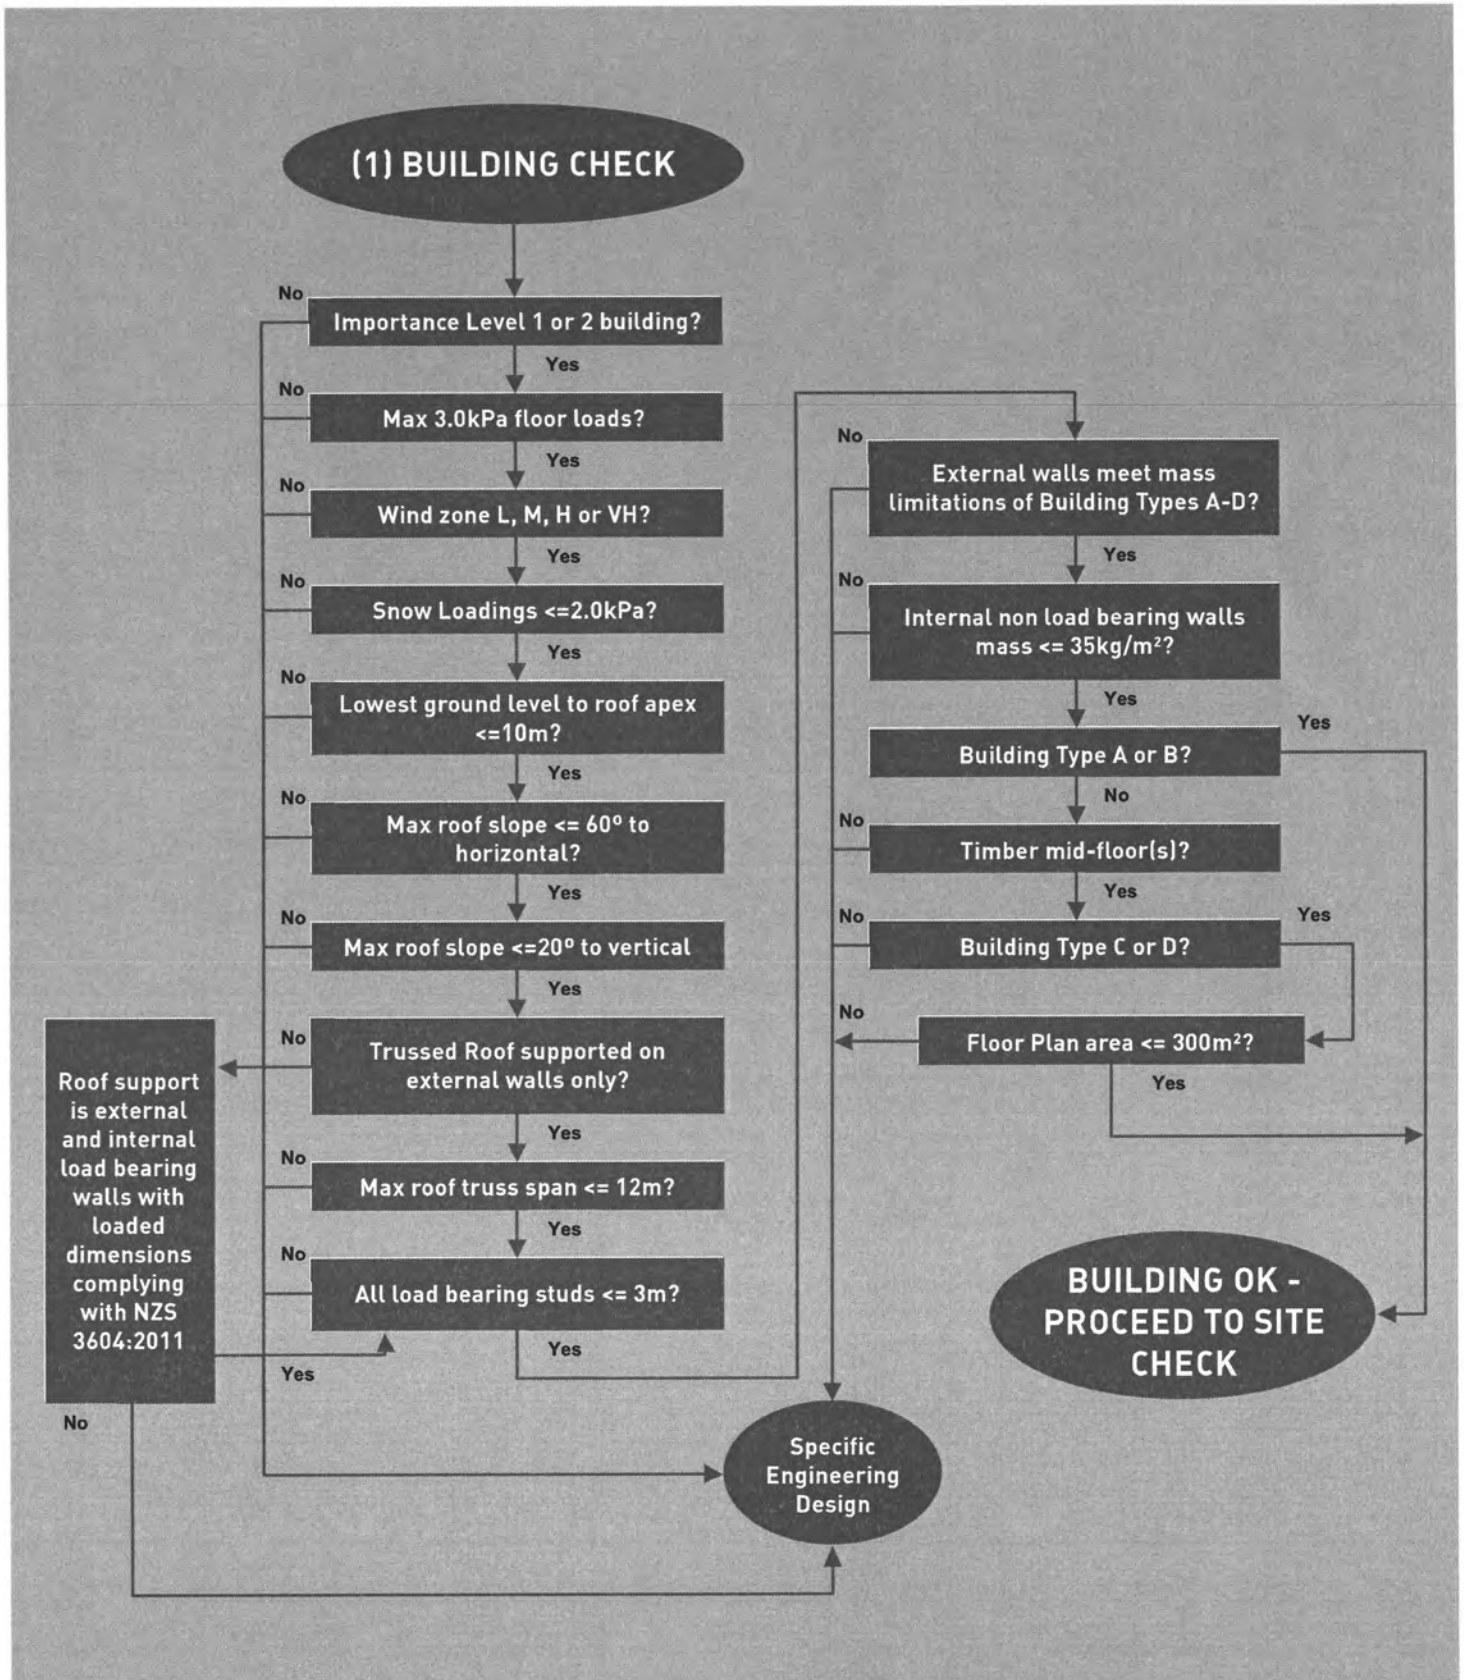 (1) BUILDING CHECK
No
Importance Level 1 or 2 building?
Yes
No
Max 3.0kPa floor loads?
Yes
No
Wind zone L, M, H or VH?
Yes
No
Snow Loadings <=2.0kPa?
Yes
No
Lowest ground level to roof apex
<=10m?
Yes
No
Max roof slope <= 60º to
horizontal?
Yes
No
Max roof slope <=20º to vertical
Yes
No
Trussed Roof supported on
external walls only?
Yes
No
Max roof truss span <= 12m?
Yes
No
All load bearing studs <= 3m?
Yes
Roof support
is external
and internal
load bearing
walls with
loaded
dimensions
complying
with NZS
3604:2011
Yes
No
No
External walls meet mass
limitations of Building Types A-D?
Yes
No
Internal non load bearing walls
mass <= 35kg/m²?
Yes
Yes
Building Type A or B?
No
No
Timber mid-floor(s)?
Yes
No
Yes
Building Type C or D?
No
Floor Plan area <= 300m²?
Yes
BUILDING OK -
PROCEED TO SITE
CHECK
Specific
Engineering
Design